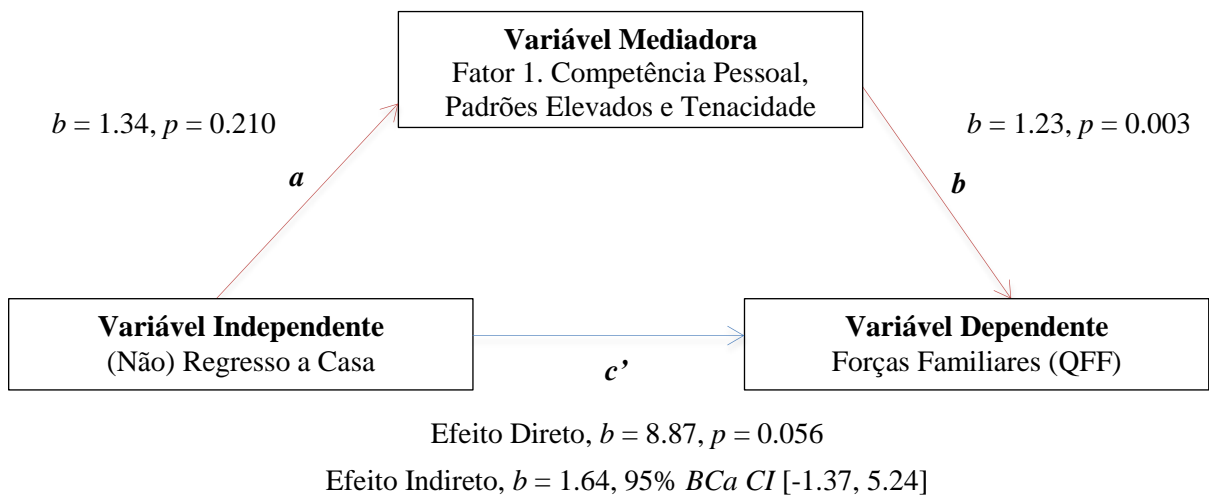 Variável Mediadora
Fator 1. Competência Pessoal,
Padrões Elevados e Tenacidade
b = 1.34, p = 0.210
b = 1.23, p = 0.003
a
b
Variável Independente
(Não) Regresso a Casa
Variável Dependente
Forças Familiares (QFF)
c’
Efeito Direto, b = 8.87, p = 0.056
Efeito Indireto, b = 1.64, 95% BCa CI [-1.37, 5.24]